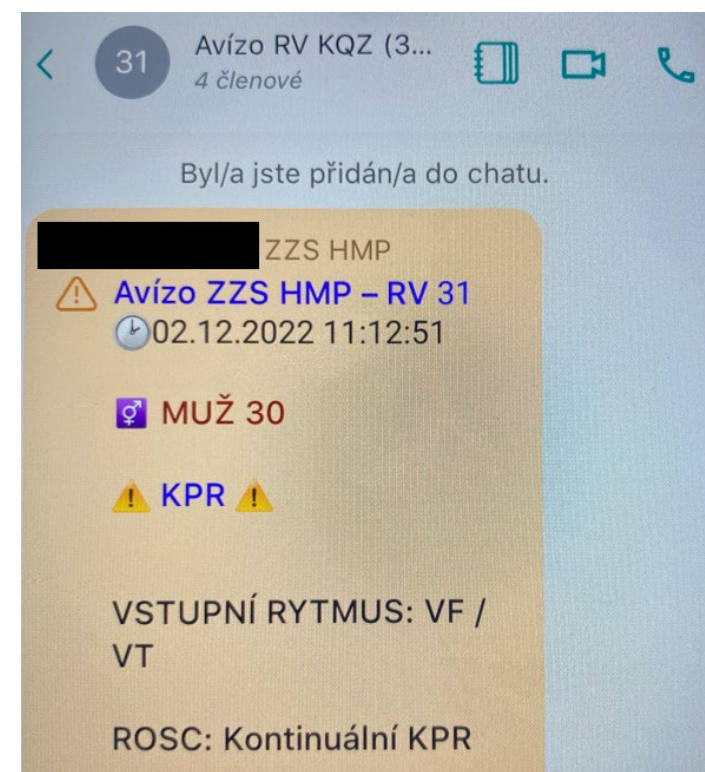 31
Avízo RV KQZ (3...
4 členové
Byl/a jste přidán/a do chatu.
ZZS HMP
Avízo ZZS HMP – RV 31
02.12.2022 11:12:51
MUŽ 30
KPR
VSTUPNÍ RYTMUS: VF /
VT
ROSC: Kontinuální KPR